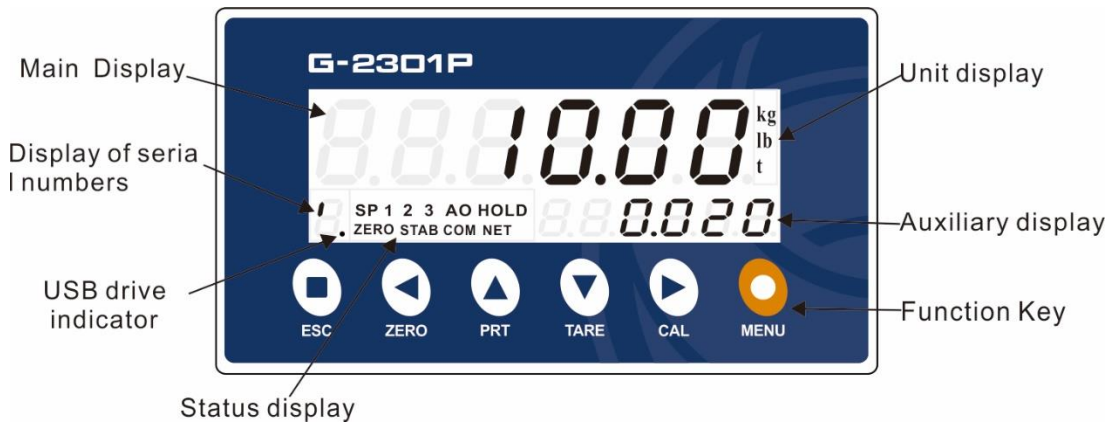 G-2301P
Main Display
Unit display
10.00
kg
lb
t
Display of seria
l numbers
SP 1 2 3 AO HOLD
ZERO STAB COM NET
0.020
Auxiliary display
USB drive
indicator
ESC ZERO PRT TARE CAL MENU
Function Key
Status display